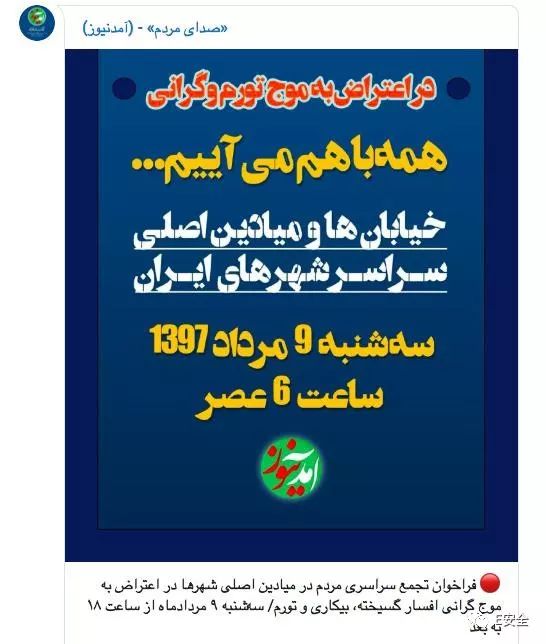 «صدای مردم» - (آمدنیوز)
در اعتراض به موج تورم و گرانی
همه با هم می آییم...
خیابان ها و میادین اصلی
سراسر شهرهای ایران
سه شنبه 9 مرداد 1397
ساعت 6 عصر
آمدنیوز
فراخوان تجمع سراسری مردم در میادین اصلی شهرها در اعتراض به
موج گرانی افسار گسیخته، بیکاری و تورم/ سه‌شنبه ۹ مردادماه از ساعت ۱۸
به بعد
E安全